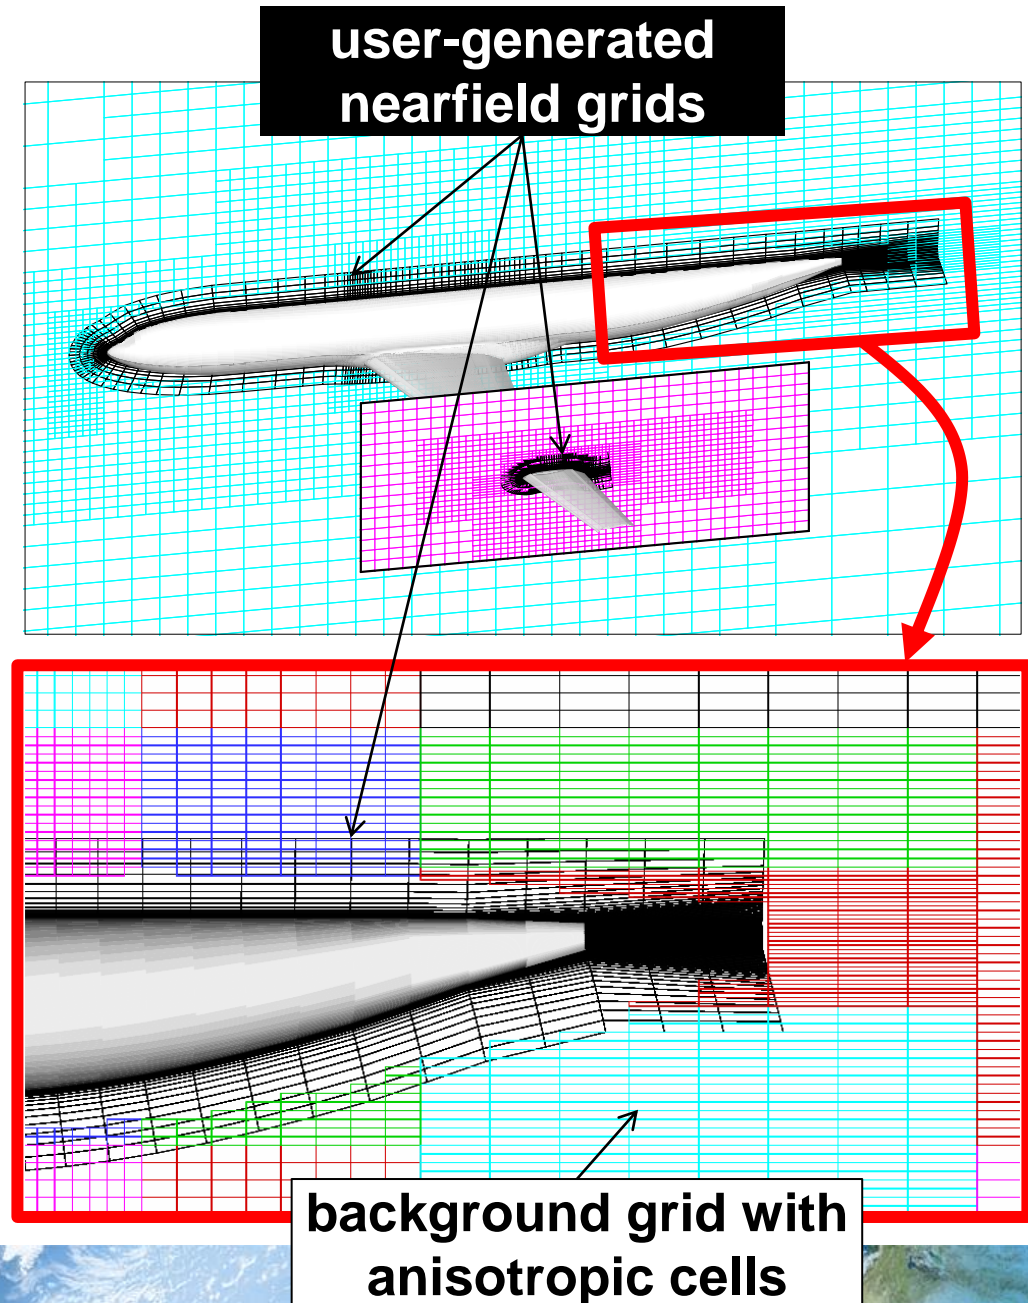 user-generated
nearfield grids
background grid with
anisotropic cells